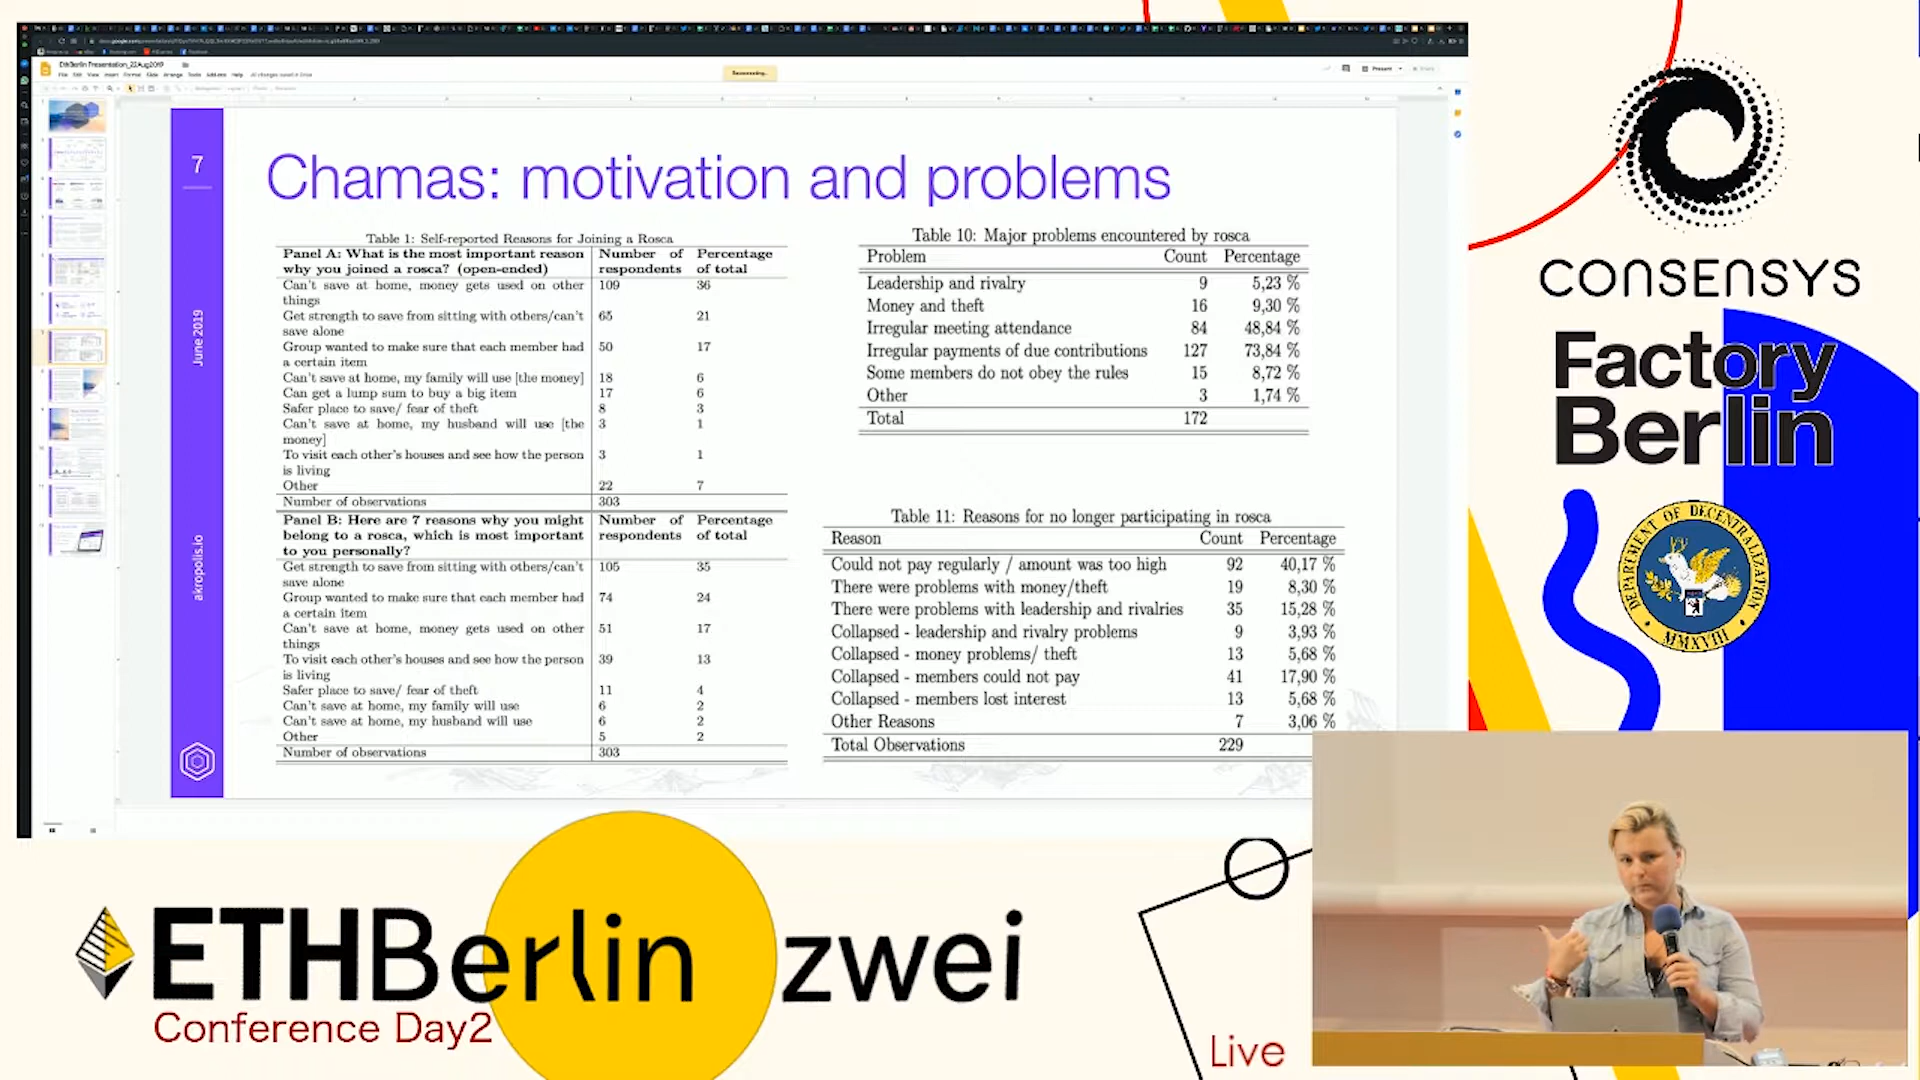 EthBerlin Presentation_22Aug2019
File Edit View Insert Format Slide Arrange Tools Add-ons Help
Present
Share
7
June 2019
akropolis.io
Chamas: motivation and problems
Table 1: Self-reported Reasons for Joining a Rosca
Panel A: What is the most important reason why you joined a rosca? (open-ended) Number of respondents Percentage of total
Can't save at home, money gets used on other things 109 36
Get strength to save from sitting with others/can't save alone 65 21
Group wanted to make sure that each member had a certain item 50 17
Can't save at home, my family will use [the money] 18 6
Can get a lump sum to buy a big item 17 6
Safer place to save/ fear of theft 8 3
Can't save at home, my husband will use [the money] 3 1
To visit each other's houses and see how the person is living 3 1
Other 22 7
Number of observations 303
Panel B: Here are 7 reasons why you might belong to a rosca, which is most important to you personally? Number of respondents Percentage of total
Get strength to save from sitting with others/can't save alone 105 35
Group wanted to make sure that each member had a certain item 74 24
Can't save at home, money gets used on other things 51 17
To visit each other's houses and see how the person is living 39 13
Safer place to save/ fear of theft 11 4
Can't save at home, my family will use 6 2
Can't save at home, my husband will use 6 2
Other 5 2
Number of observations 303
Table 10: Major problems encountered by rosca
Problem Count Percentage
Leadership and rivalry 9 5,23 %
Money and theft 16 9,30 %
Irregular meeting attendance 84 48,84 %
Irregular payments of due contributions 127 73,84 %
Some members do not obey the rules 15 8,72 %
Other 3 1,74 %
Total 172
Table 11: Reasons for no longer participating in rosca
Reason Count Percentage
Could not pay regularly / amount was too high 92 40,17 %
There were problems with money/theft 19 8,30 %
There were problems with leadership and rivalries 35 15,28 %
Collapsed - leadership and rivalry problems 9 3,93 %
Collapsed - money problems/ theft 13 5,68 %
Collapsed - members could not pay 41 17,90 %
Collapsed - members lost interest 13 5,68 %
Other Reasons 7 3,06 %
Total Observations 229
CONSENSYS
Factory
Berlin
DEPARTMENT OF DECENTRALIZATION
MMXVIII
ETHBerlin zwei
Conference Day2
Live